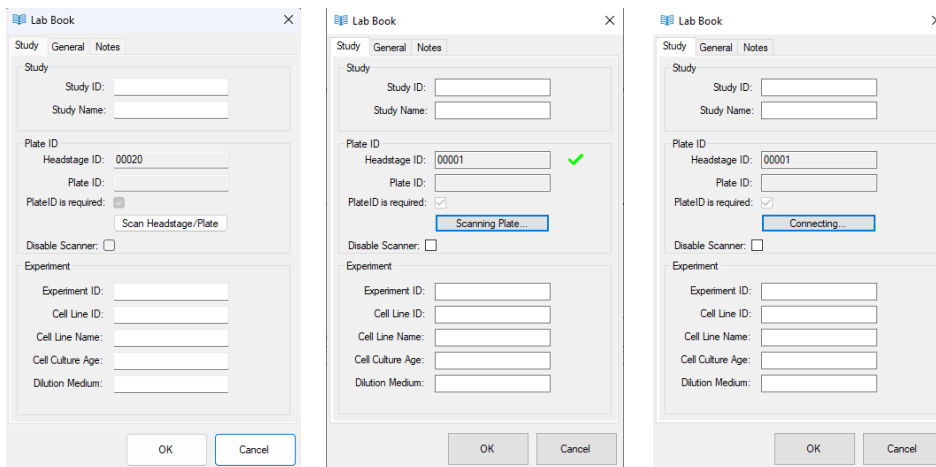 Lab Book
Study General Notes
Study
Study ID:
Study Name:
Plate ID
Headstage ID: 00020
Plate ID:
PlateID is required:
Scan Headstage/Plate
Disable Scanner:
Experiment
Experiment ID:
Cell Line ID:
Cell Line Name:
Cell Culture Age:
Dilution Medium:
OK Cancel
Lab Book
Study General Notes
Study
Study ID:
Study Name:
Plate ID
Headstage ID: 00001
Plate ID:
PlateID is required:
Scanning Plate...
Disable Scanner:
Experiment
Experiment ID:
Cell Line ID:
Cell Line Name:
Cell Culture Age:
Dilution Medium:
OK Cancel
Lab Book
Study General Notes
Study
Study ID:
Study Name:
Plate ID
Headstage ID: 00001
Plate ID:
PlateID is required:
Connecting...
Disable Scanner:
Experiment
Experiment ID:
Cell Line ID:
Cell Line Name:
Cell Culture Age:
Dilution Medium:
OK Cancel